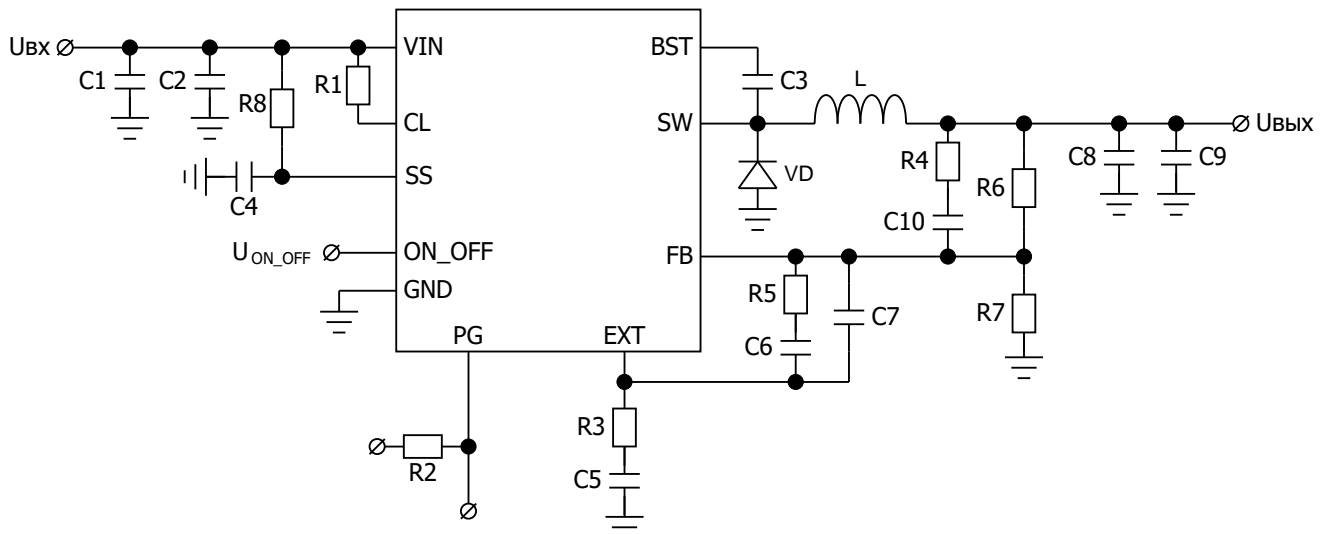 Uвх
C1
C2
R8
R1
C4
U ON_OFF
VIN
CL
SS
ON_OFF
GND
PG
EXT
BST
SW
FB
C3
L
VD
R4
C10
R6
C8
C9
Uвых
R5
C6
C7
R7
R3
C5
R2